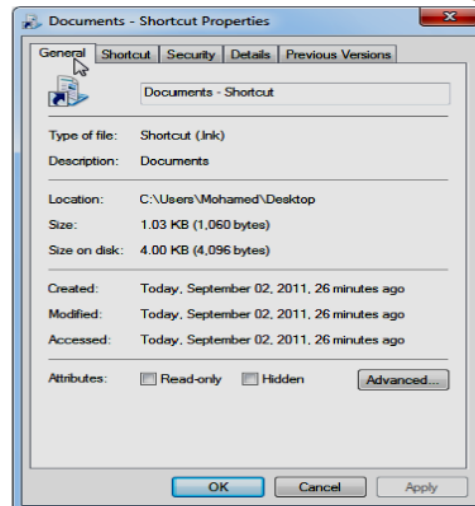 Documents - Shortcut Properties
General Shortcut Security Details Previous Versions
Documents - Shortcut
Type of file: Shortcut (.lnk)
Description: Documents
Location: C:\Users\Mohamed\Desktop
Size: 1.03 KB (1,060 bytes)
Size on disk: 4.00 KB (4,096 bytes)
Created: Today, September 02, 2011, 26 minutes ago
Modified: Today, September 02, 2011, 26 minutes ago
Accessed: Today, September 02, 2011, 26 minutes ago
Attributes: Read-only Hidden Advanced...
OK Cancel Apply